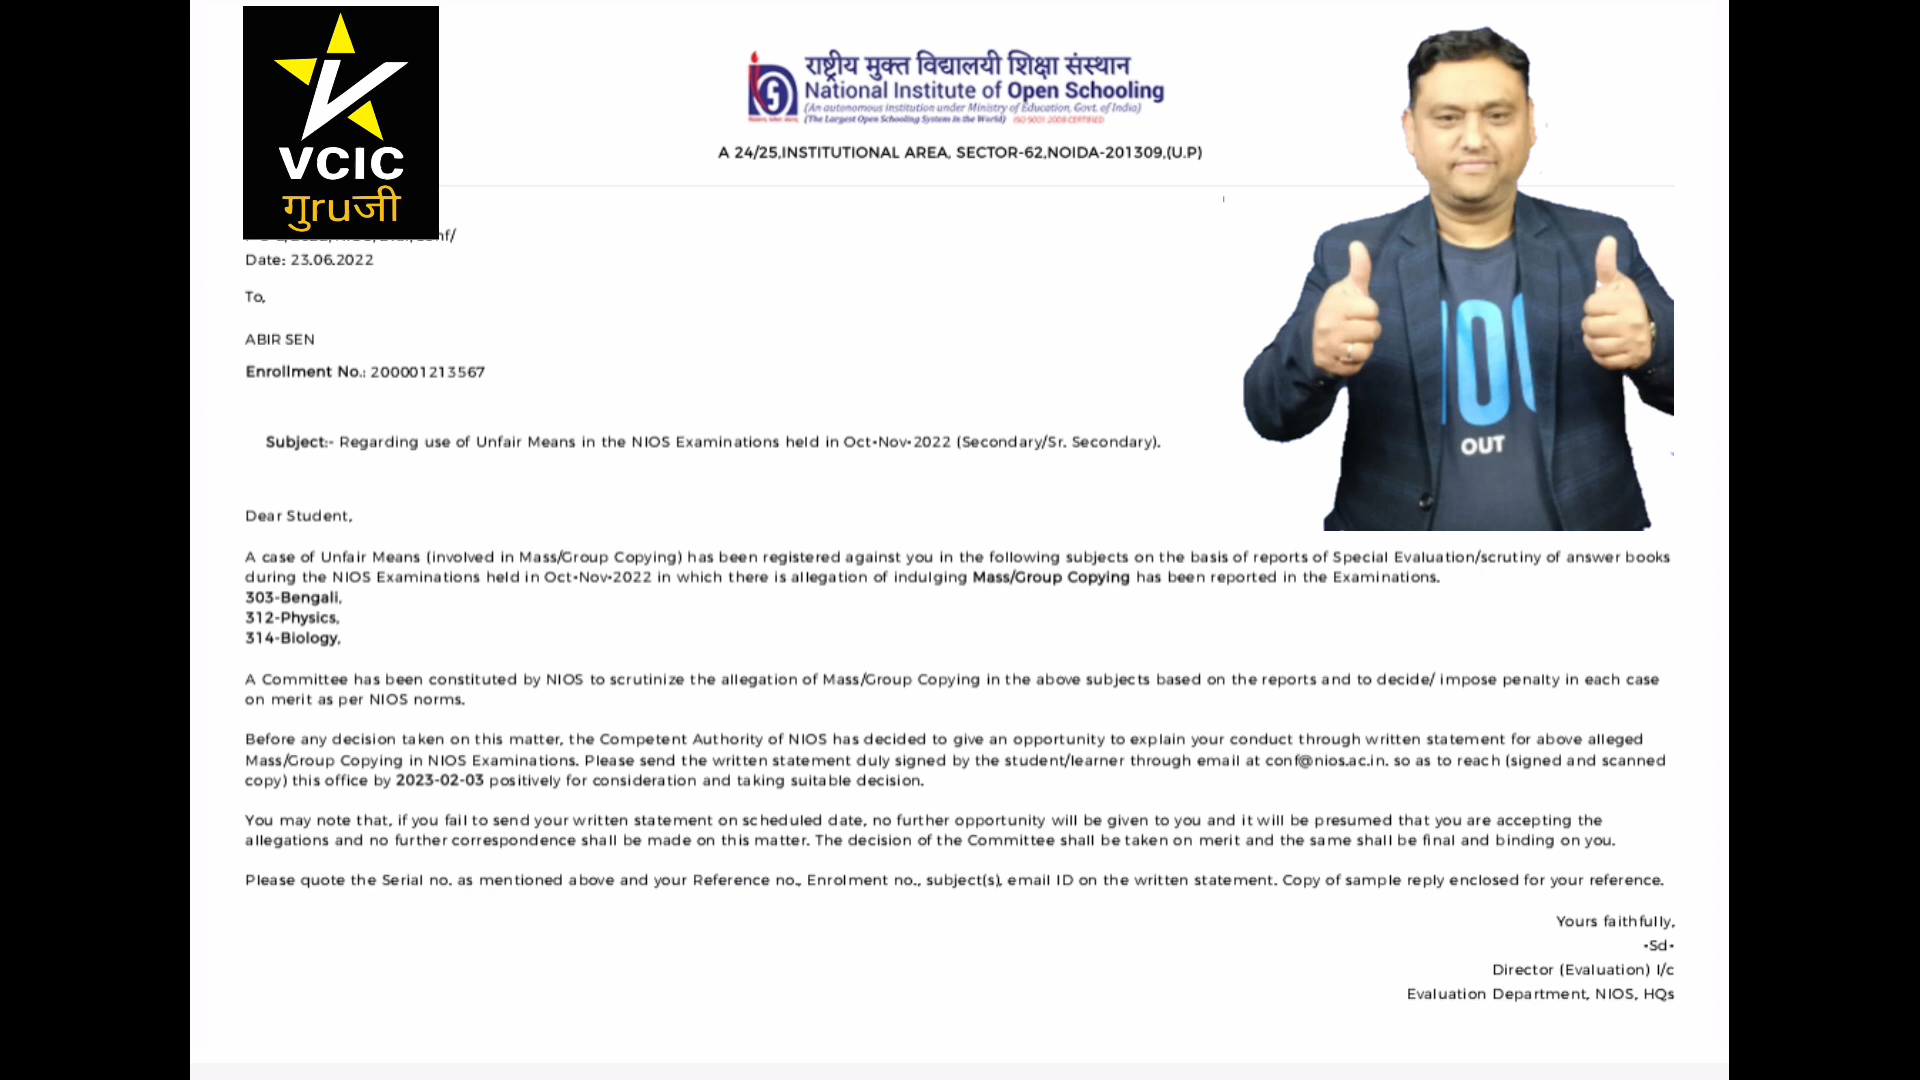 VCIC
गुruजी
राष्ट्रीय मुक्त विद्यालयी शिक्षा संस्थान
National Institute of Open Schooling
(An autonomous institution under Ministry of Education, Govt. of India)
(The Largest Open Schooling System in the World) ISO 9001:2008 CERTIFIED
A 24/25,INSTITUTIONAL AREA, SECTOR-62,NOIDA-201309,(U.P)
Date: 23.06.2022
To,
ABIR SEN
Enrollment No.: 200001213567
Subject:- Regarding use of Unfair Means in the NIOS Examinations held in Oct-Nov-2022 (Secondary/Sr. Secondary).
OUT
Dear Student,
A case of Unfair Means (involved in Mass/Group Copying) has been registered against you in the following subjects on the basis of reports of Special Evaluation/scrutiny of answer books
during the NIOS Examinations held in Oct-Nov-2022 in which there is allegation of indulging Mass/Group Copying has been reported in the Examinations.
303-Bengali,
312-Physics,
314-Biology,
A Committee has been constituted by NIOS to scrutinize the allegation of Mass/Group Copying in the above subjects based on the reports and to decide/ impose penalty in each case
on merit as per NIOS norms.
Before any decision taken on this matter, the Competent Authority of NIOS has decided to give an opportunity to explain your conduct through written statement for above alleged
Mass/Group Copying in NIOS Examinations. Please send the written statement duly signed by the student/learner through email at conf@nios.ac.in. so as to reach (signed and scanned
copy) this office by 2023-02-03 positively for consideration and taking suitable decision.
You may note that, if you fail to send your written statement on scheduled date, no further opportunity will be given to you and it will be presumed that you are accepting the
allegations and no further correspondence shall be made on this matter. The decision of the Committee shall be taken on merit and the same shall be final and binding on you.
Please quote the Serial no. as mentioned above and your Reference no., Enrolment no., subject(s), email ID on the written statement. Copy of sample reply enclosed for your reference.
Yours faithfully,
-Sd-
Director (Evaluation) I/c
Evaluation Department, NIOS, HQs